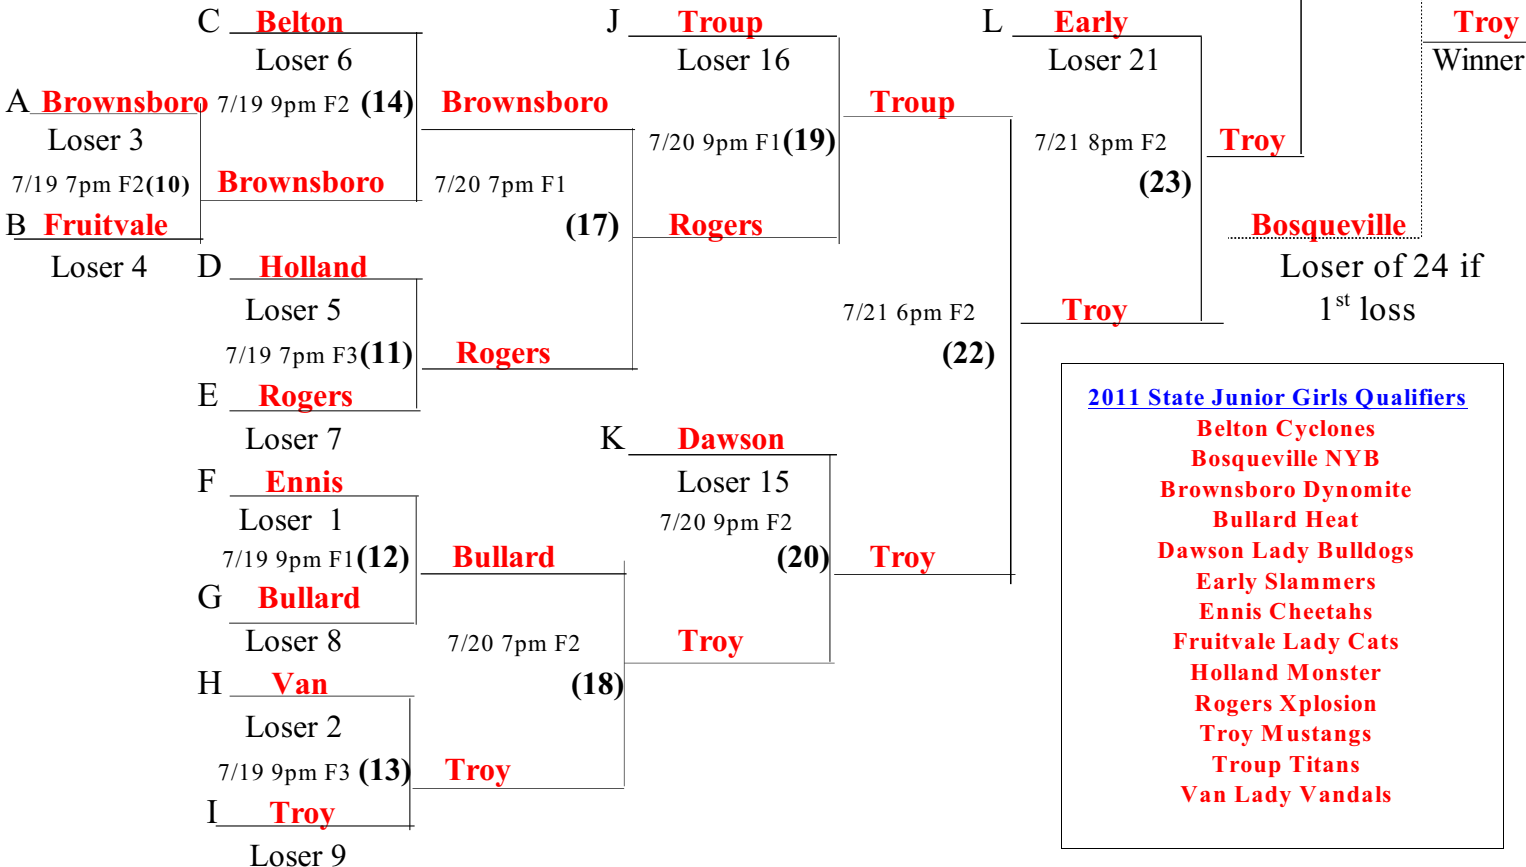 C Belton
J Troup
L Early
Troy
Loser 6
Loser 16
Loser 21
Winner
A Brownsboro 7/19 9pm F2 (14) Brownsboro
Troup
Loser 3
7/20 9pm F1(19)
7/21 8pm F2
Troy
7/19 7pm F2(10) Brownsboro
7/20 7pm F1
(23)
B Fruitvale
(17)
Rogers
Bosqueville
Loser 4
D Holland
Loser of 24 if
1st loss
Loser 5
7/21 6pm F2
Troy
7/19 7pm F3(11) Rogers
(22)
E Rogers
Loser 7
K Dawson
F Ennis
Loser 15
Loser 1
7/20 9pm F2
7/19 9pm F1(12) Bullard
(20) Troy
G Bullard
Loser 8
7/20 7pm F2
Troy
H Van
(18)
Loser 2
7/19 9pm F3 (13) Troy
I Troy
Loser 9
2011 State Junior Girls Qualifiers
Belton Cyclones
Bosqueville NYB
Brownsboro Dynomite
Bullard Heat
Dawson Lady Bulldogs
Early Slammers
Ennis Cheetahs
Fruitvale Lady Cats
Holland Monster
Rogers Xplosion
Troy Mustangs
Troup Titans
Van Lady Vandals